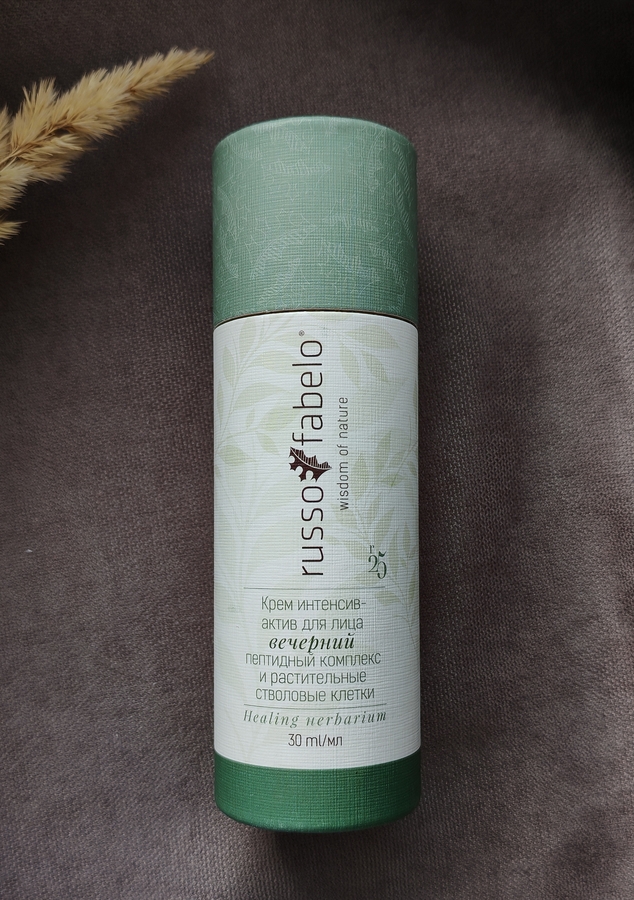 russo fabelo®
wisdom of nature
г25
Крем интенсив-
актив для лица
вечерний
пептидный комплекс
и растительные
стволовые клетки
Healing herbarium
30 ml/мл